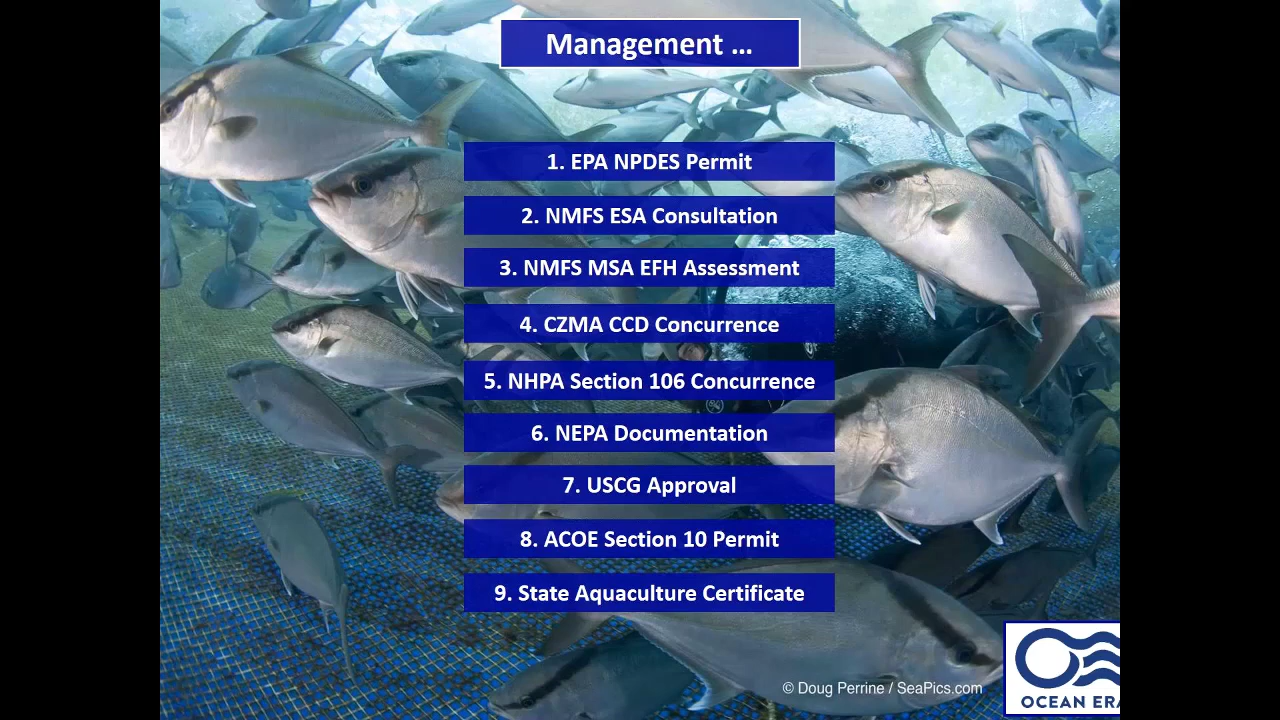 Management ...
1. EPA NPDES Permit
2. NMFS ESA Consultation
3. NMFS MSA EFH Assessment
4. CZMA CCD Concurrence
5. NHPA Section 106 Concurrence
6. NEPA Documentation
7. USCG Approval
8. ACOE Section 10 Permit
9. State Aquaculture Certificate
© Doug Perrine / SeaPics.com
OCEAN ERA